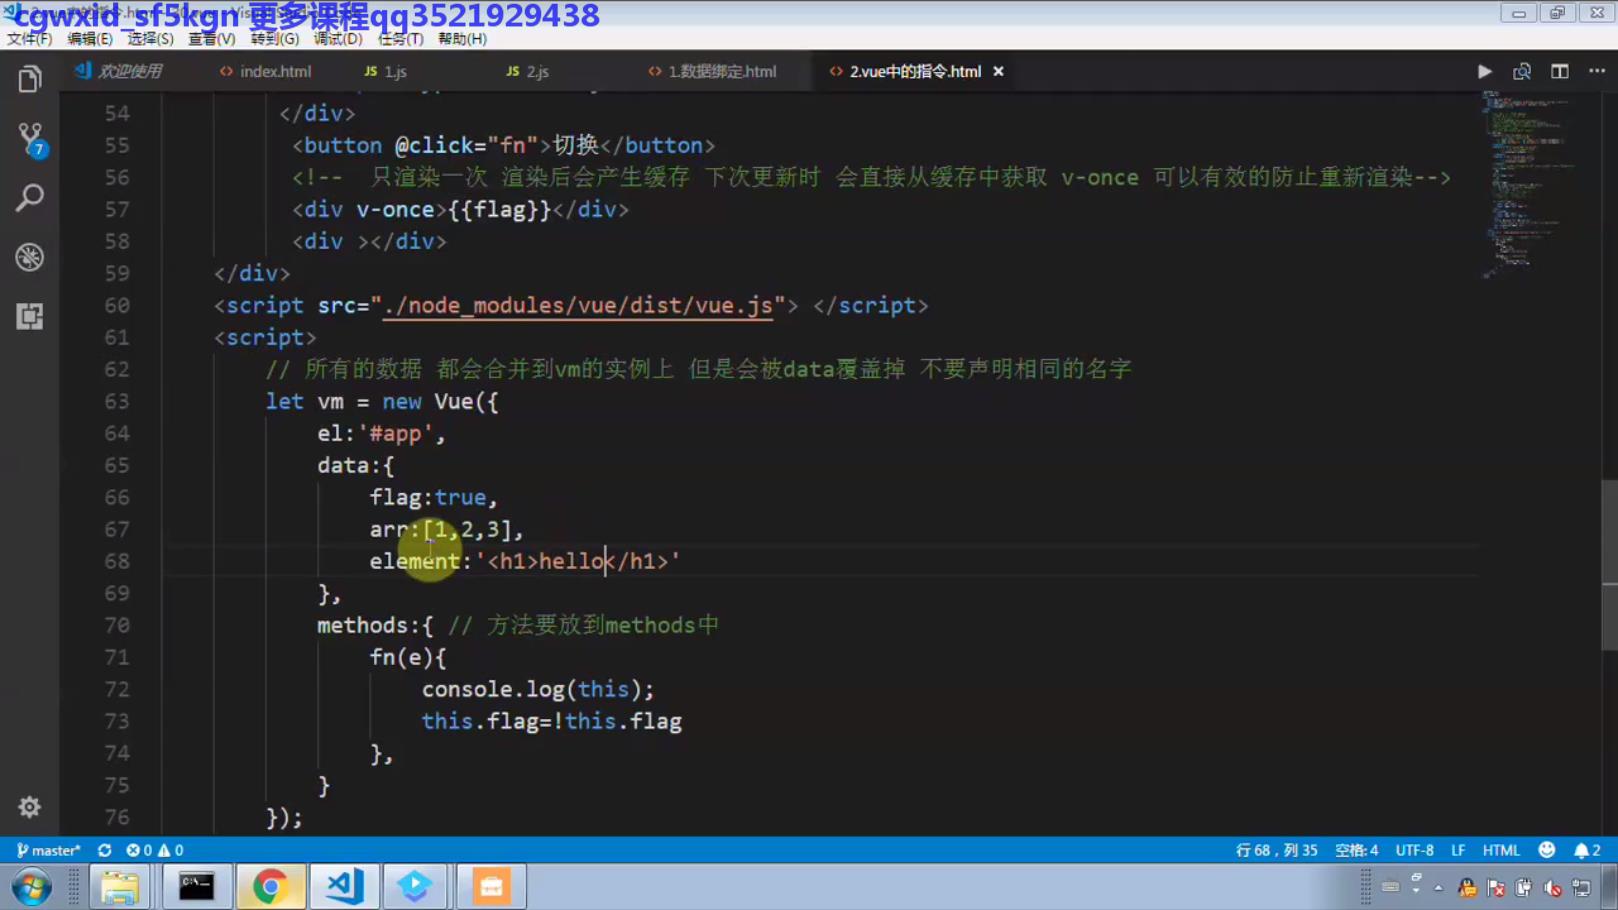 cgwxid_sf5kgn 更多课程qq3521929438
文件(F) 编辑(E) 选择(S) 查看(V) 转到(G) 调试(D) 任务(T) 帮助(H)
欢迎使用 <> index.html JS 1.js JS 2.js <> 1.数据绑定.html <> 2.vue中的指令.html
7
54 </div>
55 <button @click="fn">切换</button>
56 <!-- 只渲染一次 渲染后会产生缓存 下次更新时 会直接从缓存中获取 v-once 可以有效的防止重新渲染-->
57 <div v-once>{{flag}}</div>
58 <div ></div>
59 </div>
60 <script src="./node_modules/vue/dist/vue.js"> </script>
61 <script>
62 // 所有的数据 都会合并到vm的实例上 但是会被data覆盖掉 不要声明相同的名字
63 let vm = new Vue({
64 el:'#app',
65 data:{
66 flag:true,
67 arr:[1,2,3],
68 element:'<h1>hello</h1>'
69 },
70 methods:{ // 方法要放到methods中
71 fn(e){
72 console.log(this);
73 this.flag=!this.flag
74 },
75 }
76 });
master* 0 0 行 68，列 35 空格: 4 UTF-8 LF HTML 2